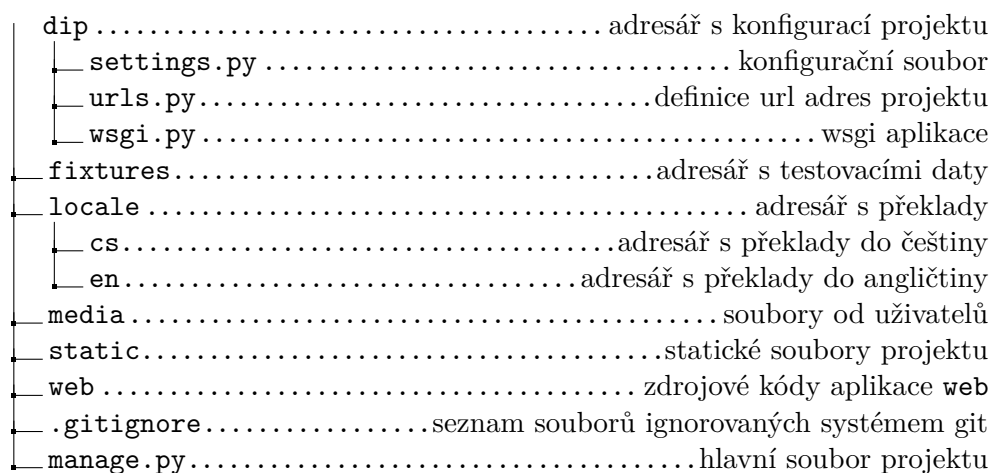 dip ..................................... adresář s konfigurací projektu
settings.py .................................. konfigurační soubor
urls.py.................................definice url adres projektu
wsgi.py ............................................. wsgi aplikace
fixtures...................................adresář s testovacími daty
locale ............................................ adresář s překlady
cs.....................................adresář s překlady do češtiny
en..................................adresář s překlady do angličtiny
media ............................................ soubory od uživatelů
static.......................................statické soubory projektu
web ........................................ zdrojové kódy aplikace web
.gitignore.................seznam souborů ignorovaných systémem git
manage.py......................................hlavní soubor projektu